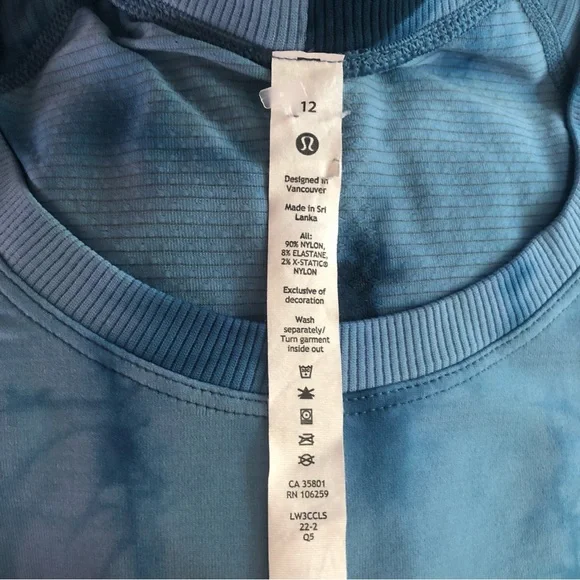 12
Designed in
Vancouver
Made in Sri
Lanka
All:
90% NYLON,
8% ELASTANE,
2% X-STATIC®
NYLON
Exclusive of
decoration
Wash
separately/
Turn garment
inside out
CA 35801
RN 106259
LW3CCLS
22-2
Q5